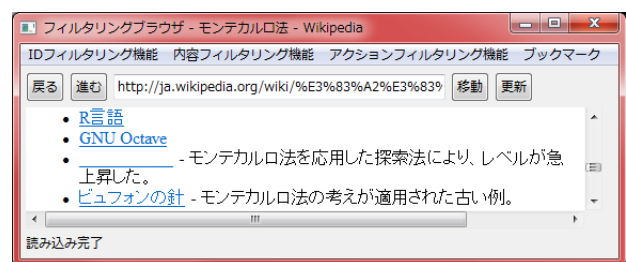 フィルタリングブラウザ - モンテカルロ法 - Wikipedia
IDフィルタリング機能 内容フィルタリング機能 アクションフィルタリング機能 ブックマーク
戻る 進む http://ja.wikipedia.org/wiki/%E3%83%A2%E3%839 移動 更新
• R言語
• GNU Octave
• - モンテカルロ法を応用した探索法により、レベルが急
上昇した。
• ビュフォンの針 - モンテカルロ法の考えが適用された古い例。
読み込み完了